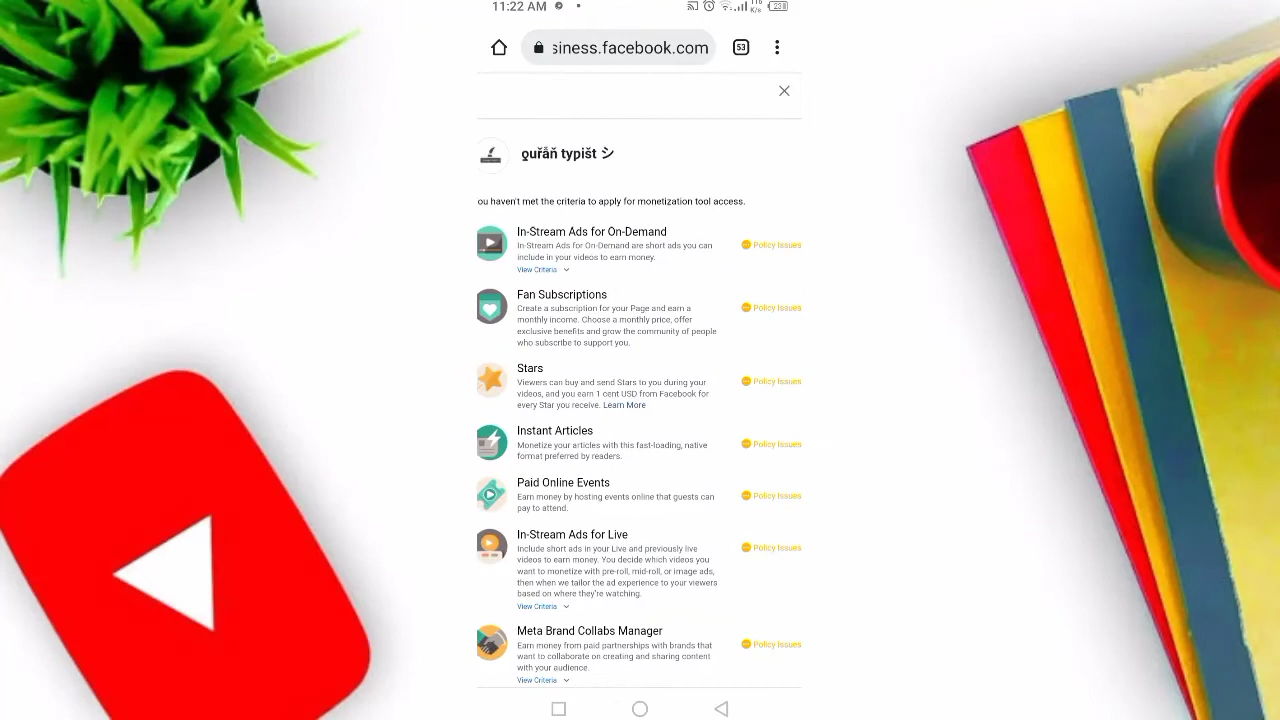 11:22 AM
116 K/s
23
siness.facebook.com
53
ƍuřåň typišt シ
ou haven't met the criteria to apply for monetization tool access.
In-Stream Ads for On-Demand
In-Stream Ads for On-Demand are short ads you can
include in your videos to earn money.
View Criteria
Policy Issues
Fan Subscriptions
Create a subscription for your Page and earn a
monthly income. Choose a monthly price, offer
exclusive benefits and grow the community of people
who subscribe to support you.
Policy Issues
Stars
Viewers can buy and send Stars to you during your
videos, and you earn 1 cent USD from Facebook for
every Star you receive. Learn More
Policy Issues
Instant Articles
Monetize your articles with this fast-loading, native
format preferred by readers.
Policy Issues
Paid Online Events
Earn money by hosting events online that guests can
pay to attend.
Policy Issues
In-Stream Ads for Live
Include short ads in your Live and previously live
videos to earn money. You decide which videos you
want to monetize with pre-roll, mid-roll, or image ads,
then when we tailor the ad experience to your viewers
based on where they're watching.
View Criteria
Policy Issues
Meta Brand Collabs Manager
Earn money from paid partnerships with brands that
want to collaborate on creating and sharing content
with your audience.
View Criteria
Policy Issues